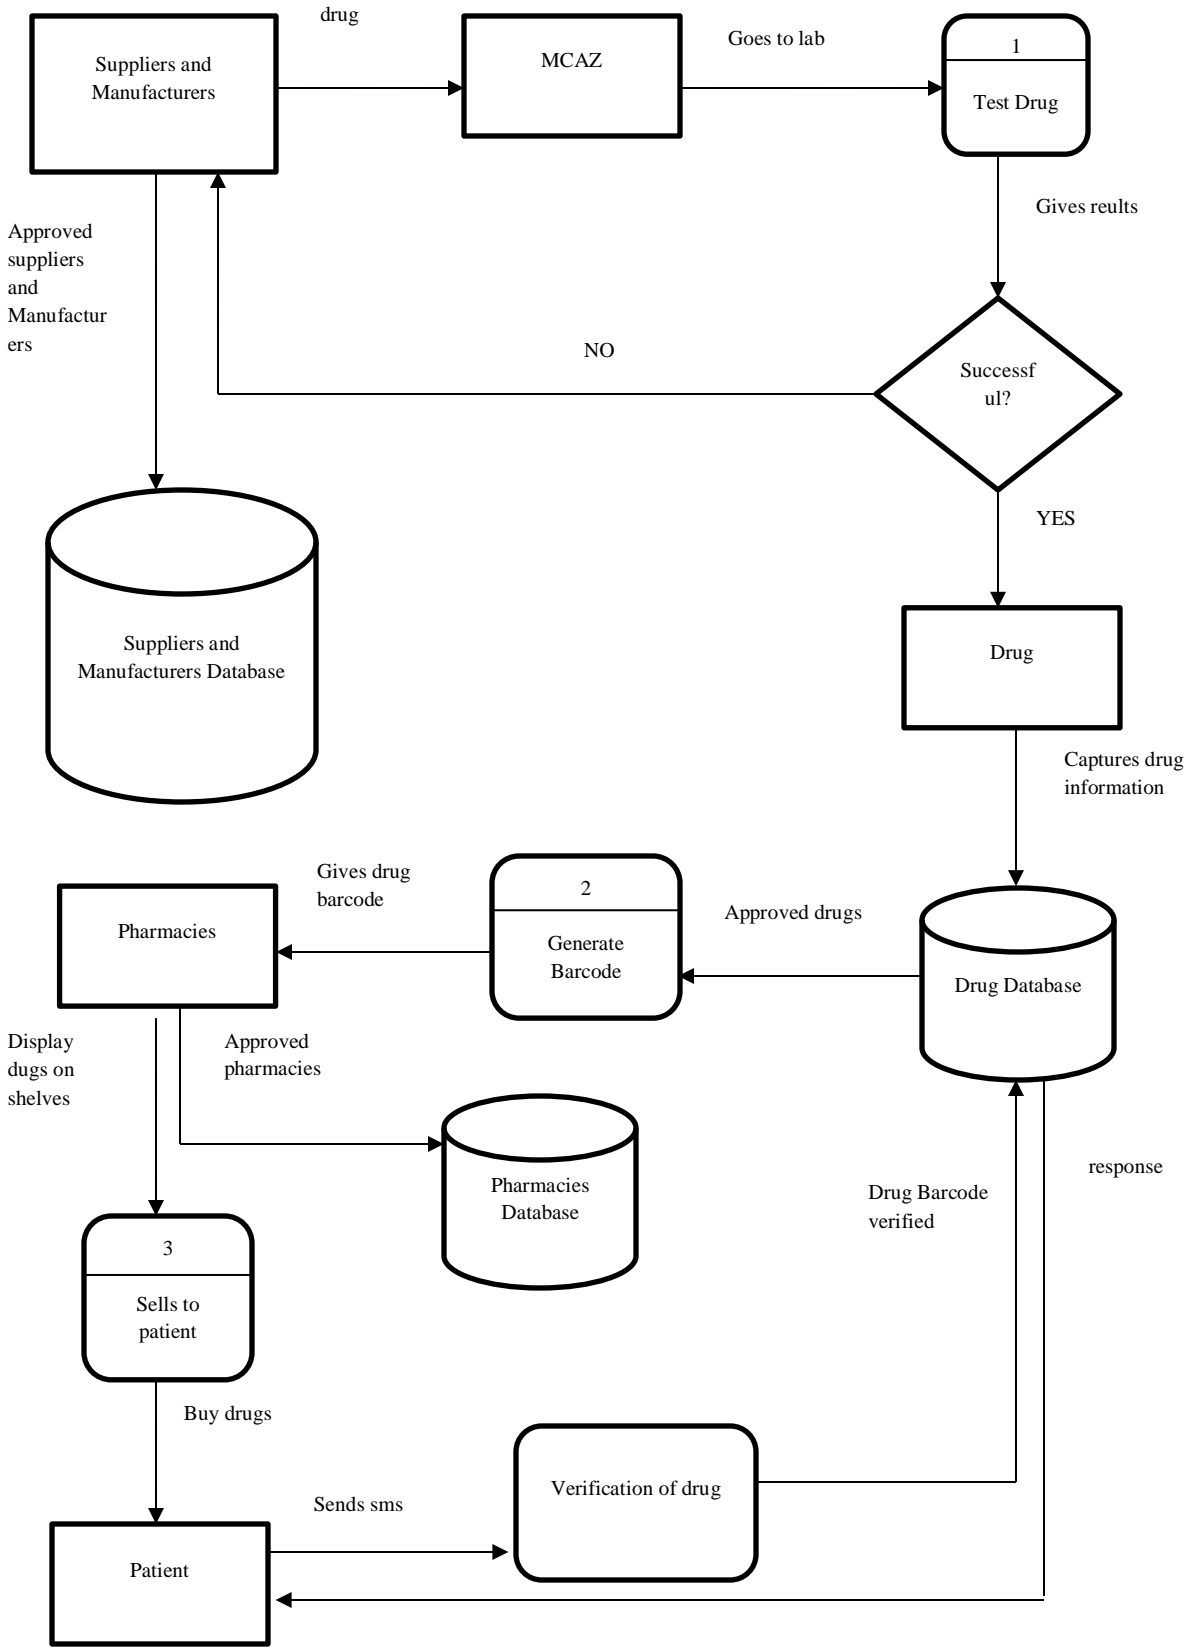 drug
Suppliers and
Manufacturers
MCAZ
Goes to lab
1
Test Drug
Gives reults
Approved
suppliers
and
Manufactur
ers
NO
Successf
ul?
YES
Suppliers and
Manufacturers Database
Drug
Captures drug
information
Gives drug
barcode
2
Generate
Barcode
Approved drugs
Pharmacies
Drug Database
Display
dugs on
shelves
Approved
pharmacies
Pharmacies
Database
response
Drug Barcode
verified
3
Sells to
patient
Buy drugs
Sends sms
Verification of drug
Patient